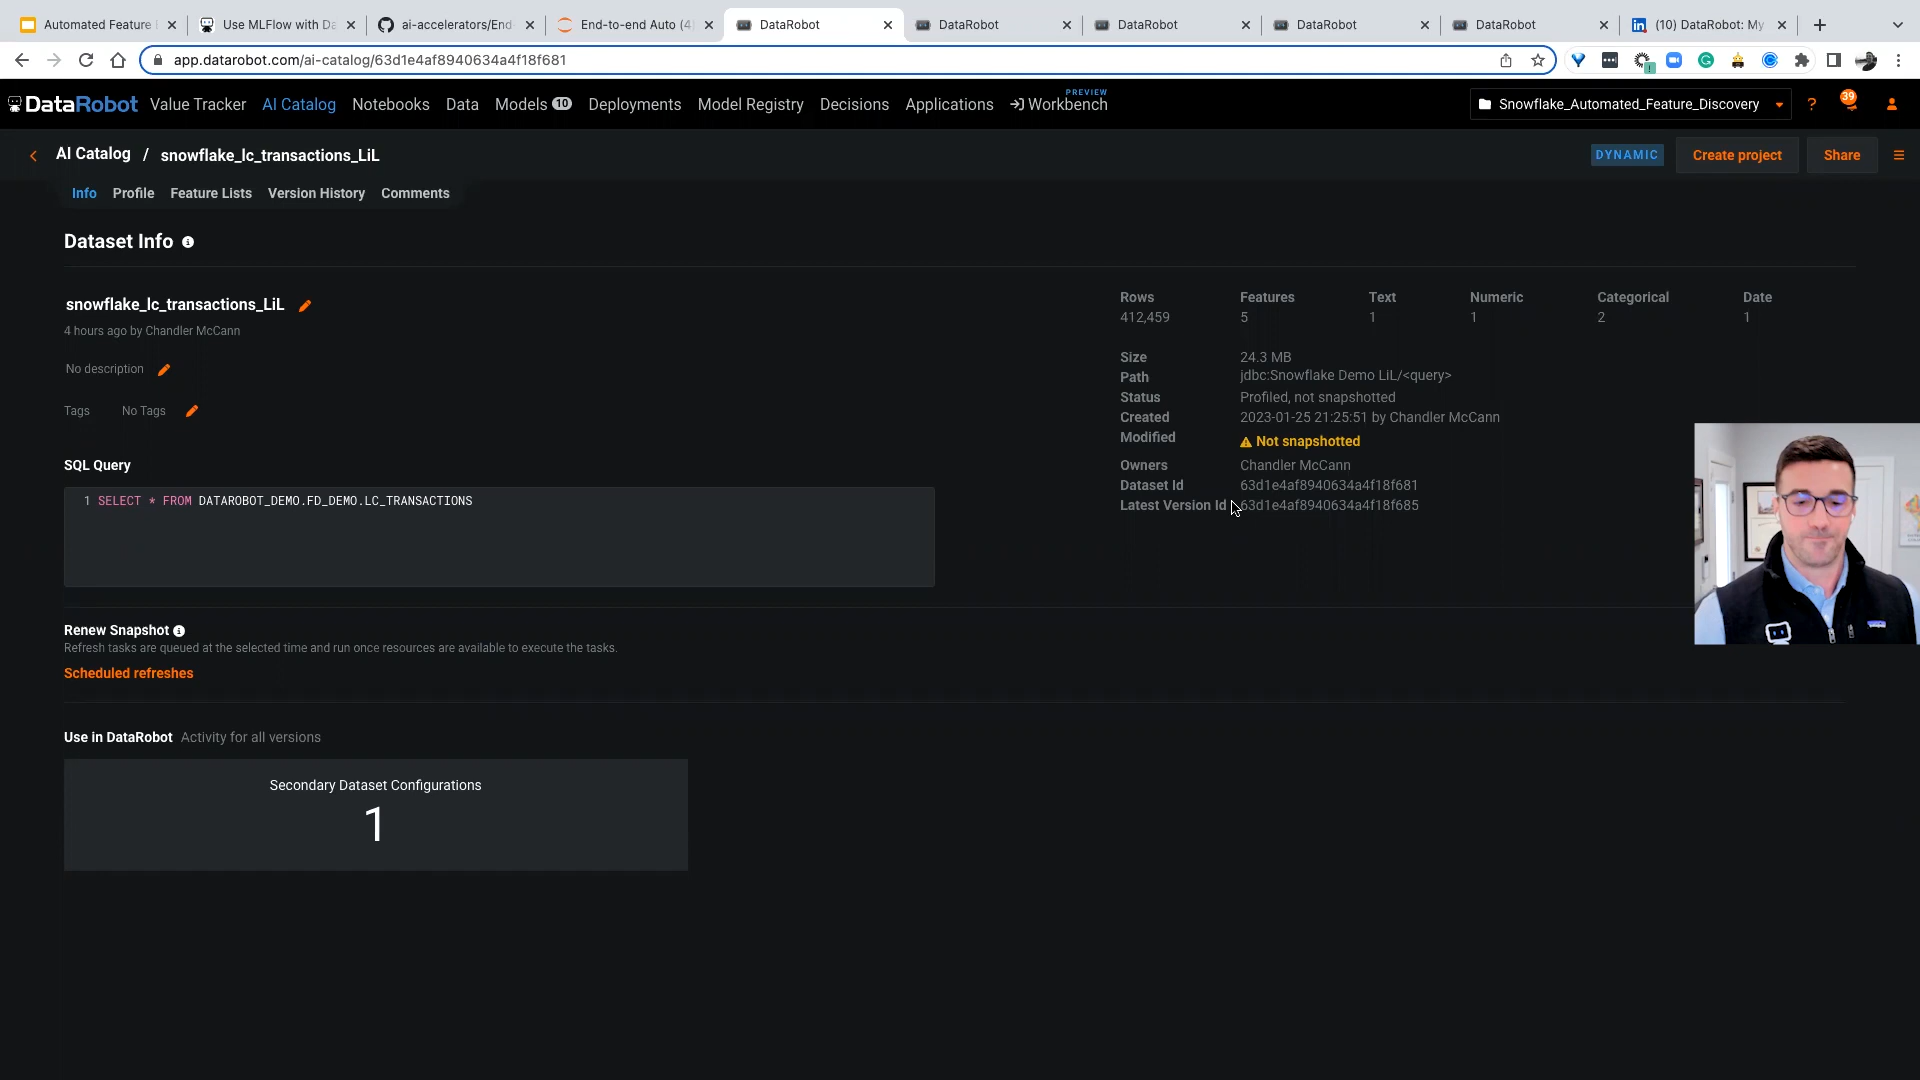 Automated Feature
Use MLFlow with Da
ai-accelerators/End
End-to-end Auto (4
DataRobot
DataRobot
DataRobot
DataRobot
DataRobot
(10) DataRobot: My
app.datarobot.com/ai-catalog/63d1e4af8940634a4f18f681
DataRobot
Value Tracker
AI Catalog
Notebooks
Data
Models 10
Deployments
Model Registry
Decisions
Applications
PREVIEW
Workbench
Snowflake_Automated_Feature_Discovery
?
39
AI Catalog / snowflake_lc_transactions_LiL
DYNAMIC
Create project
Share
Info
Profile
Feature Lists
Version History
Comments
Dataset Info
snowflake_lc_transactions_LiL
4 hours ago by Chandler McCann
No description
Tags No Tags
Rows Features Text Numeric Categorical Date
412,459 5 1 1 2 1
Size 24.3 MB
Path jdbc:Snowflake Demo LiL/<query>
Status Profiled, not snapshotted
Created 2023-01-25 21:25:51 by Chandler McCann
Modified Not snapshotted
Owners Chandler McCann
Dataset Id 63d1e4af8940634a4f18f681
Latest Version Id 63d1e4af8940634a4f18f685
SQL Query
1 SELECT * FROM DATAROBOT_DEMO.FD_DEMO.LC_TRANSACTIONS
Renew Snapshot
Refresh tasks are queued at the selected time and run once resources are available to execute the tasks.
Scheduled refreshes
Use in DataRobot Activity for all versions
Secondary Dataset Configurations
1